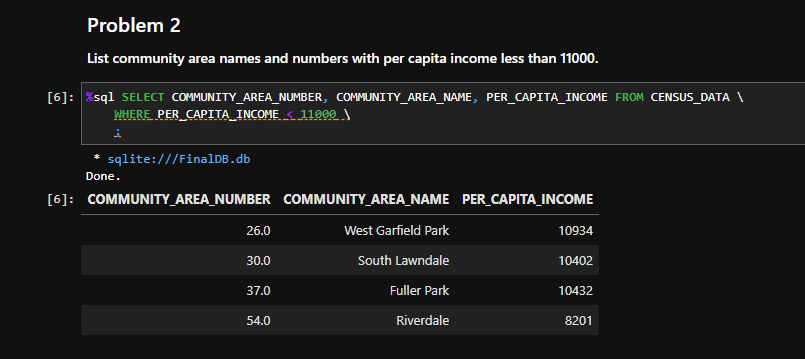 Problem 2
List community area names and numbers with per capita income less than 11000.
[6]: %sql SELECT COMMUNITY_AREA_NUMBER, COMMUNITY_AREA_NAME, PER_CAPITA_INCOME FROM CENSUS_DATA \
WHERE PER_CAPITA_INCOME < 11000 \
;
* sqlite:///FinalDB.db
Done.
[6]: COMMUNITY_AREA_NUMBER COMMUNITY_AREA_NAME PER_CAPITA_INCOME
26.0 West Garfield Park 10934
30.0 South Lawndale 10402
37.0 Fuller Park 10432
54.0 Riverdale 8201